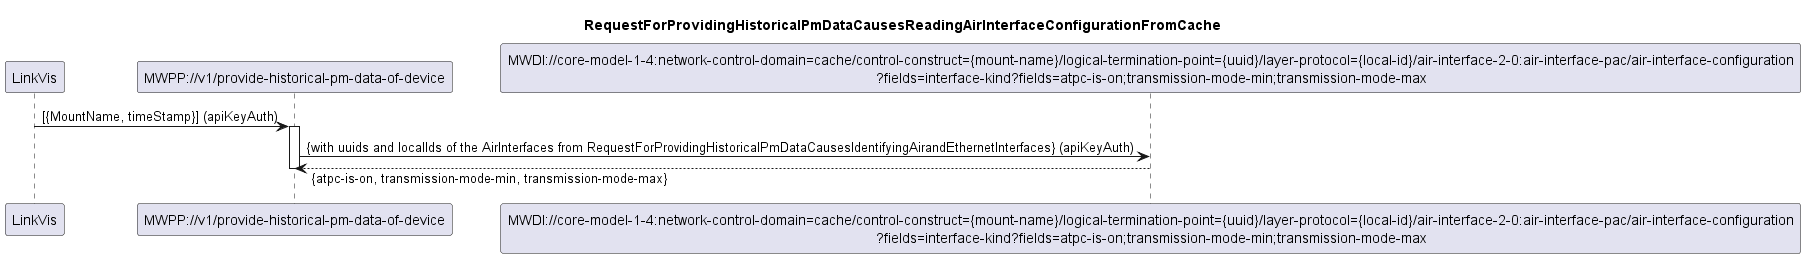 RequestForProvidingHistoricalPmDataCausesReadingAirInterfaceConfigurationFromCache
LinkVis
MWPP://v1/provide-historical-pm-data-of-device
MWDI://core-model-1-4:network-control-domain=cache/control-construct={mount-name}/logical-termination-point={uuid}/layer-protocol={local-id}/air-interface-2-0:air-interface-pac/air-interface-configuration
?fields=interface-kind?fields=atpc-is-on;transmission-mode-min;transmission-mode-max
[{MountName, timeStamp}] (apiKeyAuth)
{with uuids and localIds of the AirInterfaces from RequestForProvidingHistoricalPmDataCausesIdentifyingAirandEthernetInterfaces} (apiKeyAuth)
{atpc-is-on, transmission-mode-min, transmission-mode-max}
LinkVis
MWPP://v1/provide-historical-pm-data-of-device
MWDI://core-model-1-4:network-control-domain=cache/control-construct={mount-name}/logical-termination-point={uuid}/layer-protocol={local-id}/air-interface-2-0:air-interface-pac/air-interface-configuration
?fields=interface-kind?fields=atpc-is-on;transmission-mode-min;transmission-mode-max